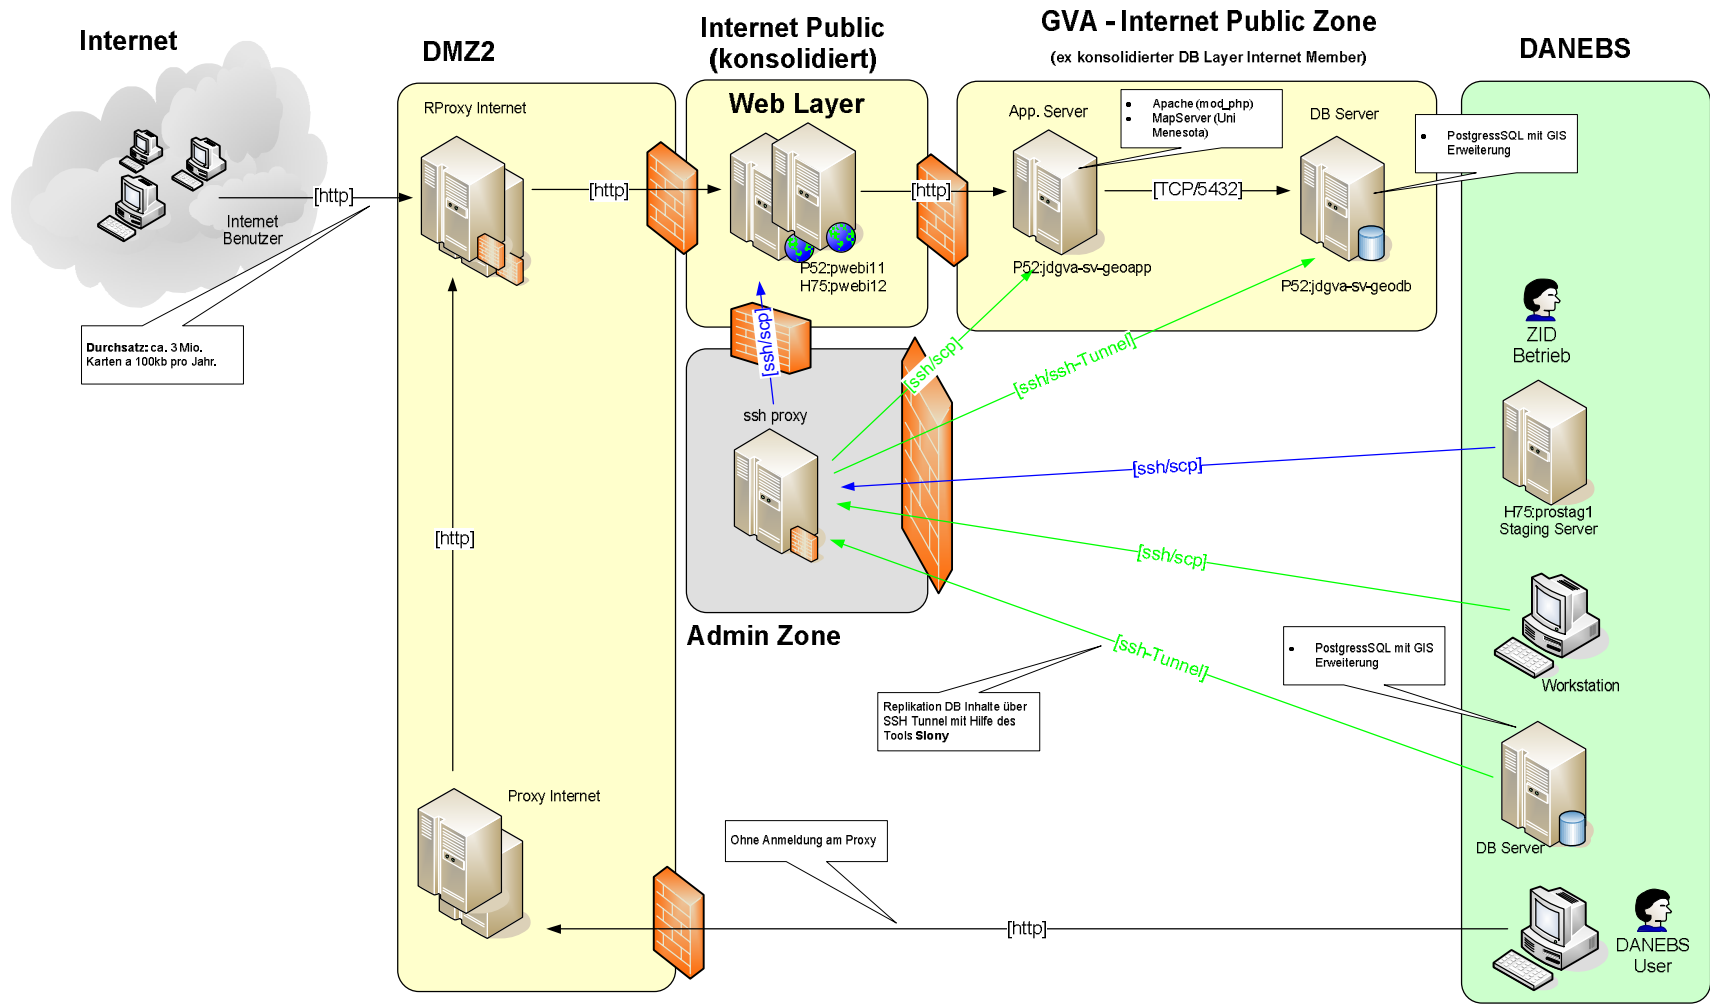 Internet
DMZ2
Internet Public
(konsolidiert)
GVA - Internet Public Zone
(ex konsolidierter DB Layer Internet Member)
DANEBS
RProxy Internet
Web Layer
App. Server
• Apache (mod_php)
• MapServer (Uni
Menesota)
DB Server
• PostgressSQL mit GIS
Erweiterung
[http]
[http]
[http]
[TCP/5432]
Internet
Benutzer
P52:pwebi11
H75:pwebi12
P52:jdgva-sv-geoapp
P52:jdgva-sv-geodb
Durchsatz: ca. 3 Mio.
Karten a 100kb pro Jahr.
[ssh/scp]
[ssh/scp]
[ssh/ssh-Tunnel]
ZID
Betrieb
ssh proxy
[ssh/scp]
H75:prostag1
Staging Server
[http]
[ssh/scp]
Admin Zone
[ssh-Tunnel]
• PostgressSQL mit GIS
Erweiterung
Workstation
Replikation DB Inhalte über
SSH Tunnel mit Hilfe des
Tools Slony
Proxy Internet
Ohne Anmeldung am Proxy
DB Server
[http]
DANEBS
User